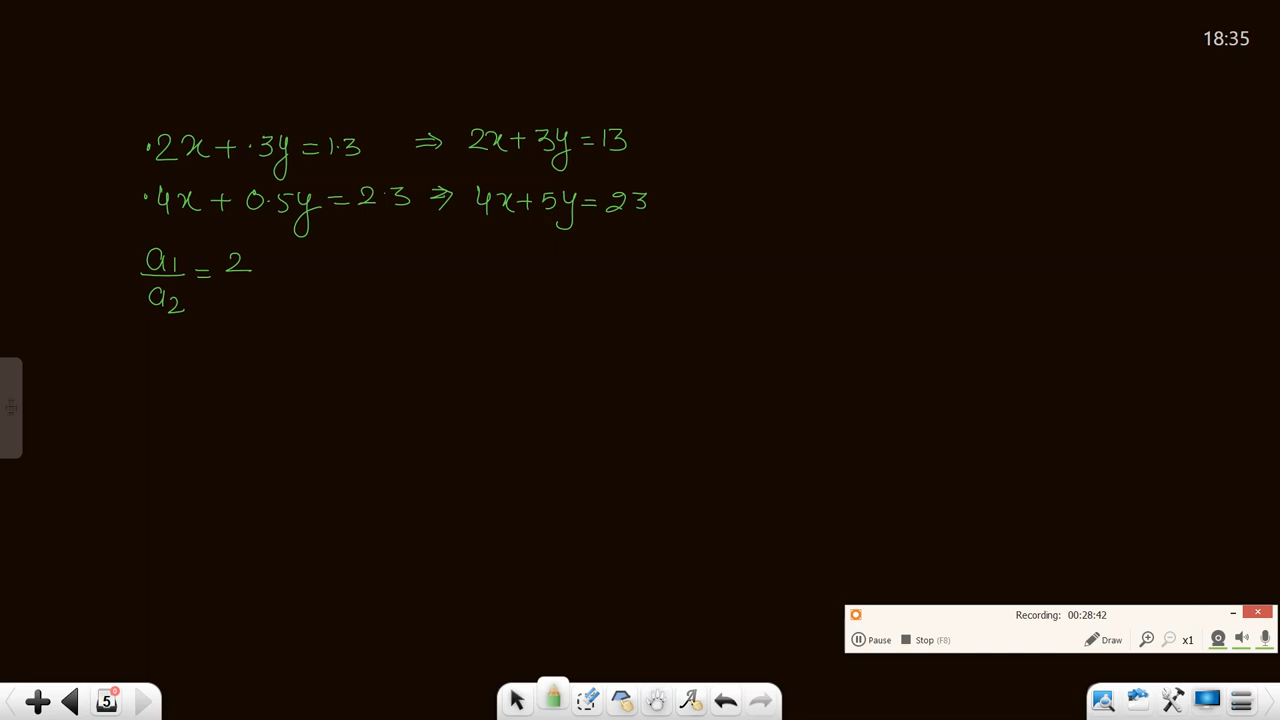 18:35
.2x + .3y = 1.3 ⇒ 2x + 3y = 13
.4x + 0.5y = 2.3 ⇒ 4x + 5y = 23
a1/a2 = 2
Recording: 00:28:42
Pause Stop (F8) Draw x1
5 0